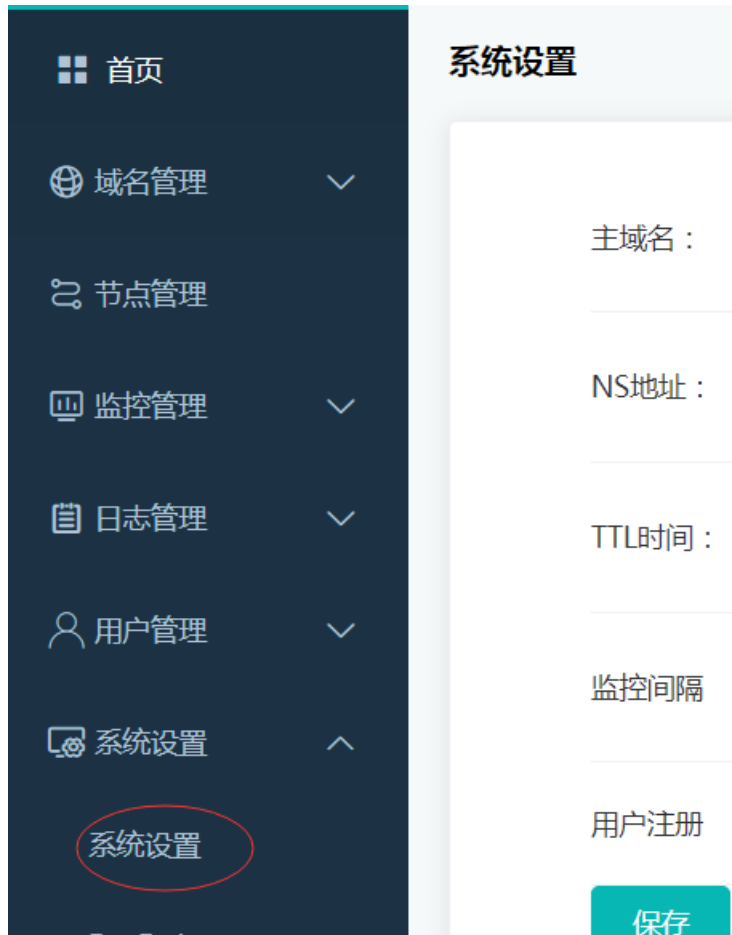 首页
域名管理
节点管理
监控管理
日志管理
用户管理
系统设置
系统设置
系统设置
主域名：
NS地址：
TTL时间：
监控间隔
用户注册
保存